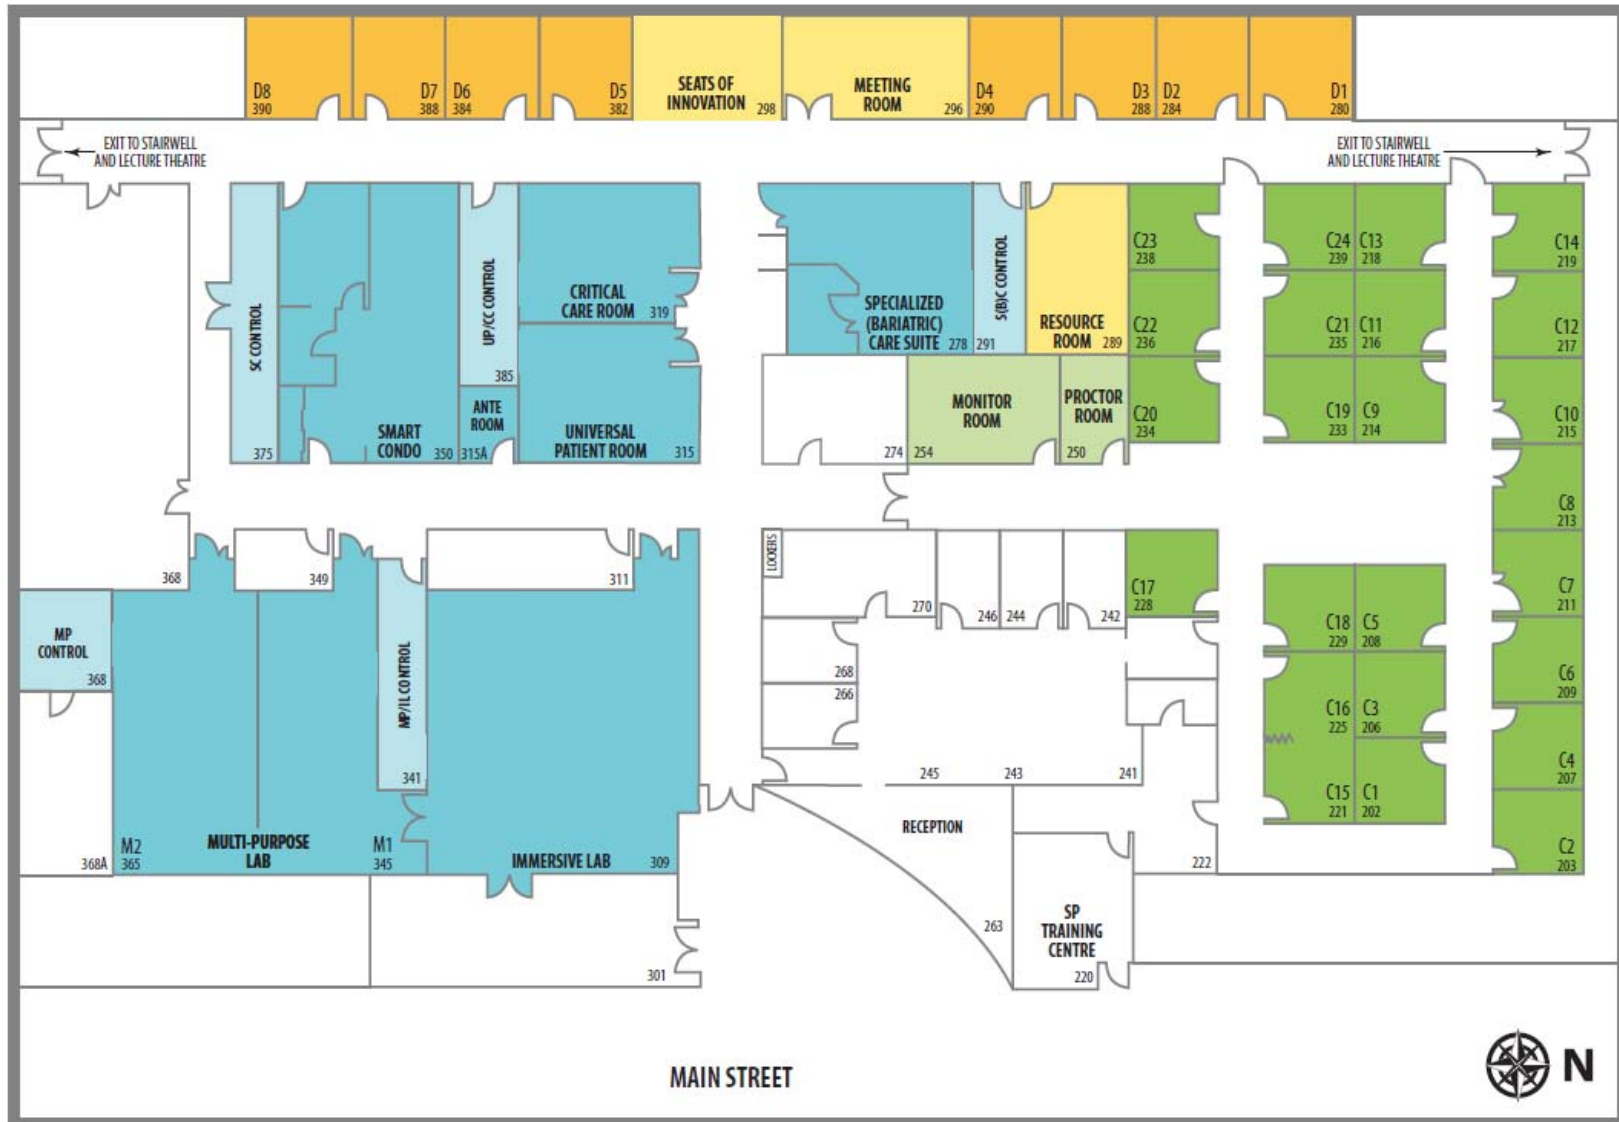 D8
390
D7
388
D6
384
D5
382
SEATS OF
INNOVATION
298
MEETING
ROOM
296
D4
290
D3
288
D2
284
D1
280
EXIT TO STAIRWELL
AND LECTURE THEATRE
EXIT TO STAIRWELL
AND LECTURE THEATRE
SC CONTROL
375
SMART
CONDO
350
UP/CC CONTROL
385
ANTE
ROOM
315A
CRITICAL
CARE ROOM
319
UNIVERSAL
PATIENT ROOM
315
SPECIALIZED
(BARIATRIC)
CARE SUITE
278
S(B)C CONTROL
291
RESOURCE
ROOM
289
274
MONITOR
ROOM
254
PROCTOR
ROOM
250
C23
238
C22
236
C20
234
C24
239
C13
218
C21
235
C11
216
C19
233
C9
214
C14
219
C12
217
C10
215
C8
213
C7
211
C6
209
C4
207
C2
203
368
349
311
MP
CONTROL
368
MP/IL CONTROL
341
368A
M2
365
MULTI-PURPOSE
LAB
M1
345
IMMERSIVE LAB
309
301
LOCKERS
270
246
244
242
C17
228
268
266
245
243
241
C18
229
C5
208
C16
225
C3
206
C15
221
C1
202
RECEPTION
222
263
SP
TRAINING
CENTRE
220
MAIN STREET
N